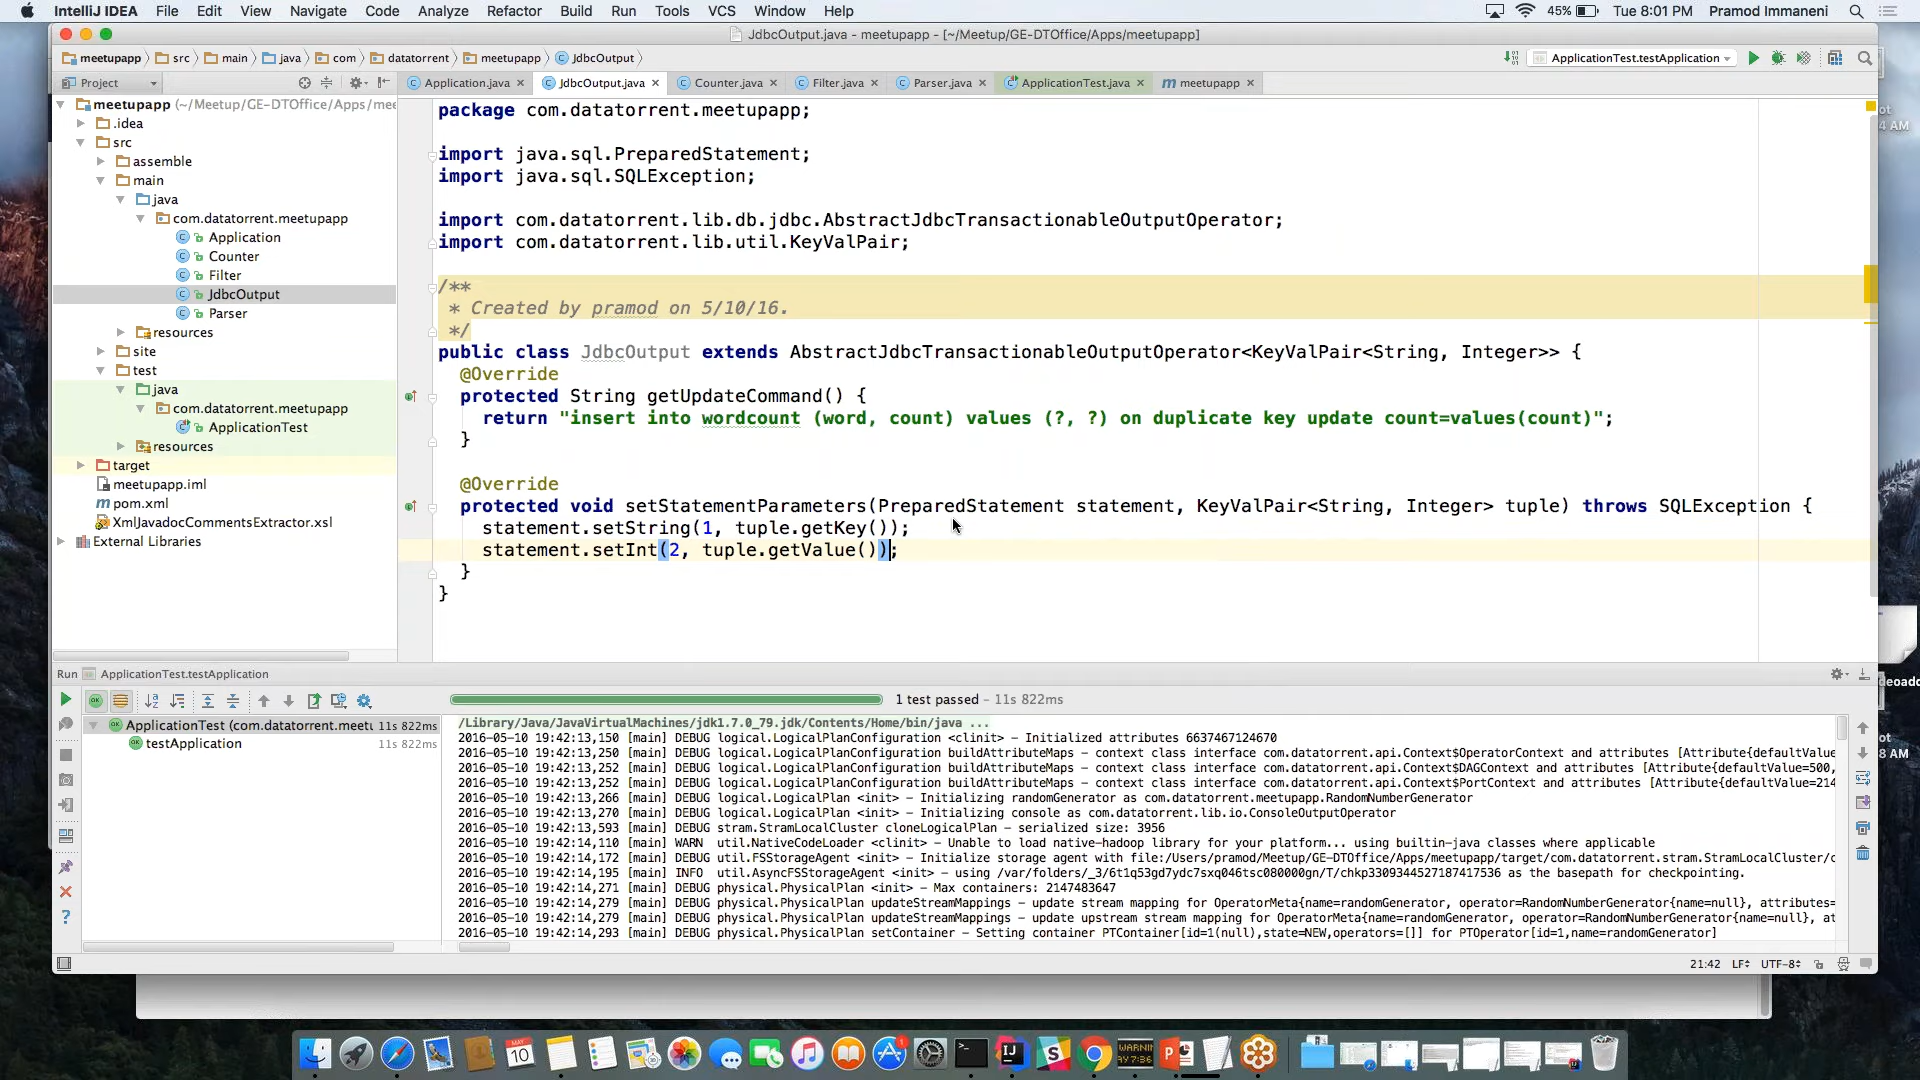 IntelliJ IDEA File Edit View Navigate Code Analyze Refactor Build Run Tools VCS Window Help 45% Tue 8:01 PM Pramod Immaneni
JdbcOutput.java - meetupapp - [~/Meetup/GE-DTOffice/Apps/meetupapp]
meetupapp src main java com datatorrent meetupapp JdbcOutput ApplicationTest.testApplication
Project Application.java JdbcOutput.java Counter.java Filter.java Parser.java ApplicationTest.java meetupapp
meetupapp (~/Meetup/GE-DTOffice/Apps/mee
.idea
src
assemble
main
java
com.datatorrent.meetupapp
Application
Counter
Filter
JdbcOutput
Parser
resources
site
test
java
com.datatorrent.meetupapp
ApplicationTest
resources
target
meetupapp.iml
pom.xml
XmlJavadocCommentsExtractor.xsl
External Libraries
package com.datatorrent.meetupapp;
import java.sql.PreparedStatement;
import java.sql.SQLException;
import com.datatorrent.lib.db.jdbc.AbstractJdbcTransactionableOutputOperator;
import com.datatorrent.lib.util.KeyValPair;
/**
* Created by pramod on 5/10/16.
*/
public class JdbcOutput extends AbstractJdbcTransactionableOutputOperator<KeyValPair<String, Integer>> {
@Override
protected String getUpdateCommand() {
return "insert into wordcount (word, count) values (?, ?) on duplicate key update count=values(count)";
}
@Override
protected void setStatementParameters(PreparedStatement statement, KeyValPair<String, Integer> tuple) throws SQLException {
statement.setString(1, tuple.getKey());
statement.setInt(2, tuple.getValue());
}
}
Run ApplicationTest.testApplication
1 test passed – 11s 822ms
ApplicationTest (com.datatorrent.meetu 11s 822ms
testApplication 11s 822ms
/Library/Java/JavaVirtualMachines/jdk1.7.0_79.jdk/Contents/Home/bin/java ...
2016-05-10 19:42:13,150 [main] DEBUG logical.LogicalPlanConfiguration <clinit> – Initialized attributes 6637467124670
2016-05-10 19:42:13,250 [main] DEBUG logical.LogicalPlanConfiguration buildAttributeMaps – context class interface com.datatorrent.api.Context$OperatorContext and attributes [Attribute{defaultValue
2016-05-10 19:42:13,252 [main] DEBUG logical.LogicalPlanConfiguration buildAttributeMaps – context class interface com.datatorrent.api.Context$DAGContext and attributes [Attribute{defaultValue=500,
2016-05-10 19:42:13,252 [main] DEBUG logical.LogicalPlanConfiguration buildAttributeMaps – context class interface com.datatorrent.api.Context$PortContext and attributes [Attribute{defaultValue=214
2016-05-10 19:42:13,266 [main] DEBUG logical.LogicalPlan <init> – Initializing randomGenerator as com.datatorrent.meetupapp.RandomNumberGenerator
2016-05-10 19:42:13,270 [main] DEBUG logical.LogicalPlan <init> – Initializing console as com.datatorrent.lib.io.ConsoleOutputOperator
2016-05-10 19:42:13,593 [main] DEBUG stram.StramLocalCluster cloneLogicalPlan – serialized size: 3956
2016-05-10 19:42:14,110 [main] WARN util.NativeCodeLoader <clinit> – Unable to load native-hadoop library for your platform... using builtin-java classes where applicable
2016-05-10 19:42:14,172 [main] DEBUG util.FSStorageAgent <init> – Initialize storage agent with file:/Users/pramod/Meetup/GE-DTOffice/Apps/meetupapp/target/com.datatorrent.stram.StramLocalCluster/c
2016-05-10 19:42:14,195 [main] INFO util.AsyncFSStorageAgent <init> – using /var/folders/_3/6t1q53gd7ydc7sxq046tsc080000gn/T/chkp3309344527187417536 as the basepath for checkpointing.
2016-05-10 19:42:14,271 [main] DEBUG physical.PhysicalPlan <init> – Max containers: 2147483647
2016-05-10 19:42:14,279 [main] DEBUG physical.PhysicalPlan updateStreamMappings – update stream mapping for OperatorMeta{name=randomGenerator, operator=RandomNumberGenerator{name=null}, attributes=
2016-05-10 19:42:14,279 [main] DEBUG physical.PhysicalPlan updateStreamMappings – update upstream stream mapping for OperatorMeta{name=randomGenerator, operator=RandomNumberGenerator{name=null}, at
2016-05-10 19:42:14,293 [main] DEBUG physical.PhysicalPlan setContainer – Setting container PTContainer[id=1(null),state=NEW,operators=[]] for PTOperator[id=1,name=randomGenerator]
21:42 LF UTF-8
ot
4 AM
deoado
ot
8 AM
MAY
10
1
WARNIN
AY 7:36